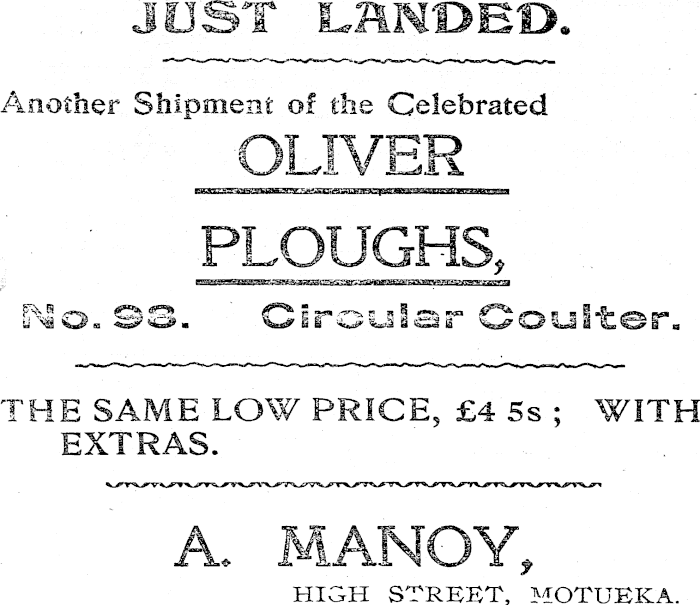 JUST LANDED.
Another Shipment of the Celebrated
OLIVER
PLOUGHS,
No. 93. Circular Coulter.
THE SAME LOW PRICE, £4 5s ; WITH
EXTRAS.
A. MANOY,
HIGH STREET, MOTUEKA.